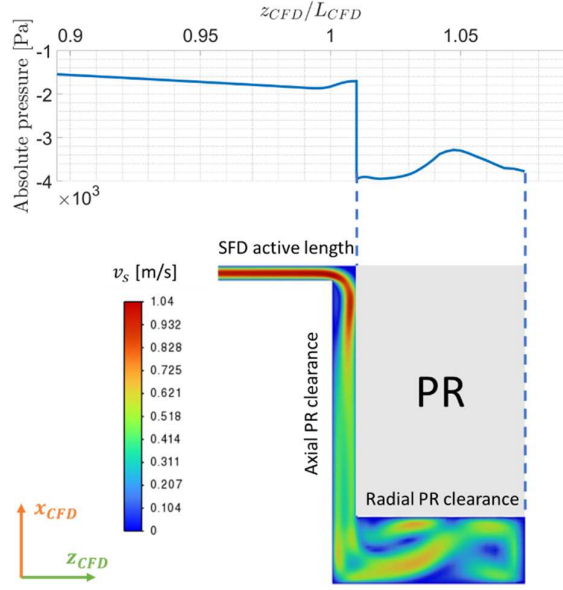 z_CFD/L_CFD
0.9 0.95 1 1.05
Absolute pressure [Pa]
-1
-2
-3
-4
×10³
SFD active length
v_s [m/s]
1.04
0.932
0.828
0.725
0.621
0.518
0.414
0.311
0.207
0.104
0
Axial PR clearance
PR
Radial PR clearance
x_CFD
z_CFD